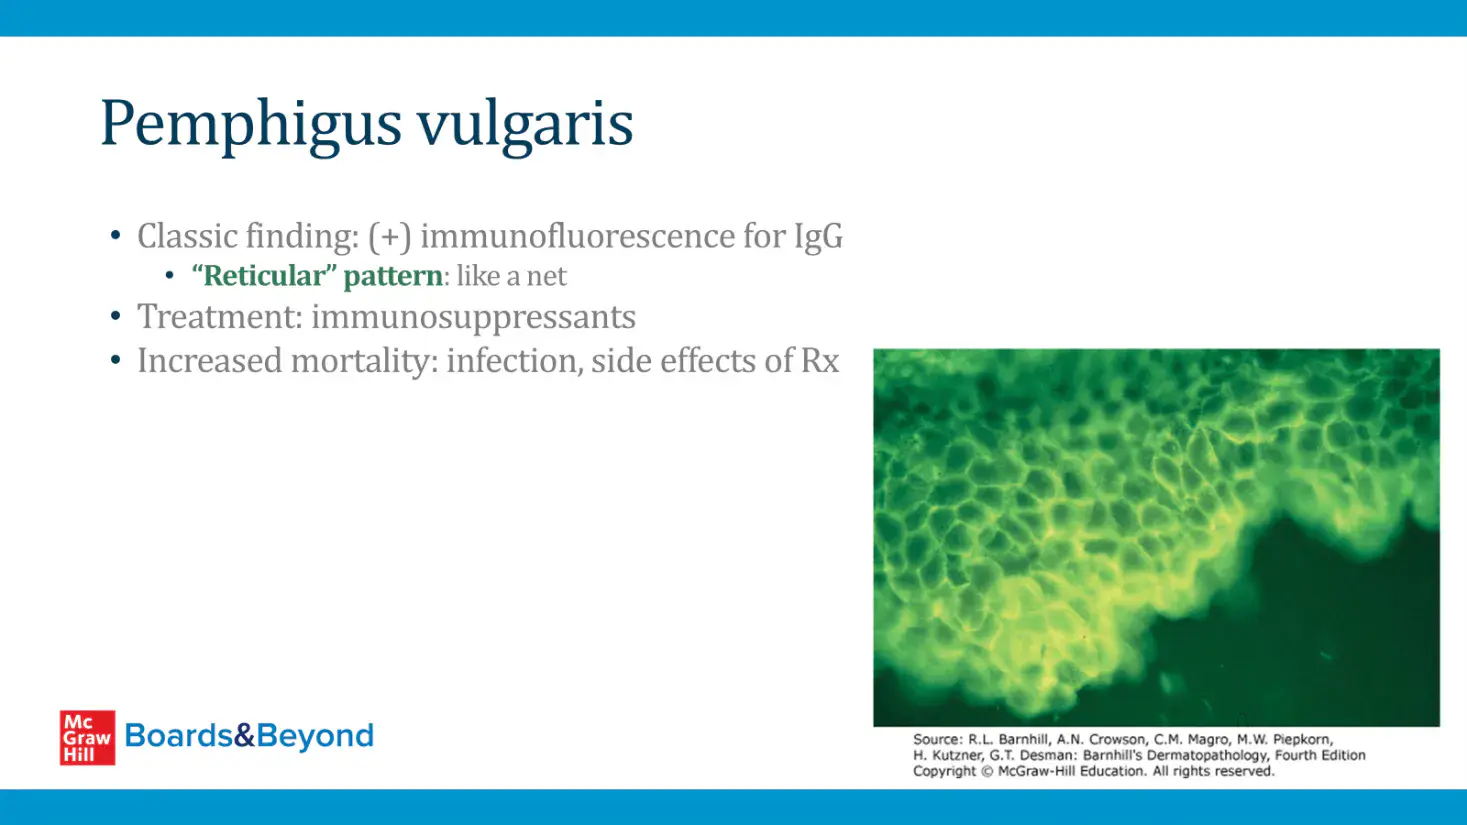 Pemphigus vulgaris
• Classic finding: (+) immunofluorescence for IgG
• “Reticular” pattern: like a net
• Treatment: immunosuppressants
• Increased mortality: infection, side effects of Rx
Mc
Graw
Hill
Boards&Beyond
Source: R.L. Barnhill, A.N. Crowson, C.M. Magro, M.W. Piepkorn,
H. Kutzner, G.T. Desman: Barnhill's Dermatopathology, Fourth Edition
Copyright © McGraw-Hill Education. All rights reserved.